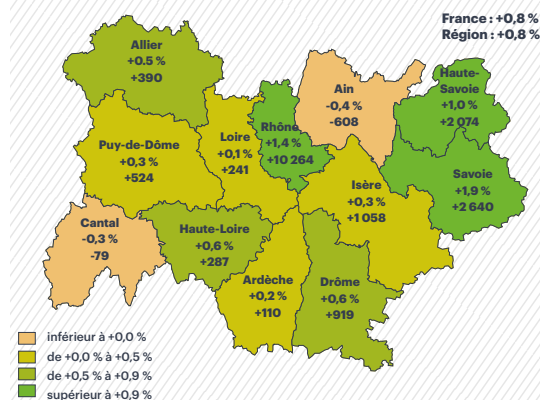 France : +0,8 %
Région : +0,8 %
Allier
+0.5 %
+390
Ain
-0,4 %
-608
Haute-
Savoie
+1,0 %
+2 074
Puy-de-Dôme
+0,3 %
+524
Loire
+0,1 %
+241
Rhône
+1,4 %
+10 264
Isère
+0,3 %
+1 058
Savoie
+1,9 %
+2 640
Cantal
-0,3 %
-79
Haute-Loire
+0,6 %
+287
Ardèche
+0,2 %
+110
Drôme
+0,6 %
+919
inférieur à +0,0 %
de +0,0 % à +0,5 %
de +0,5 % à +0,9 %
supérieur à +0,9 %